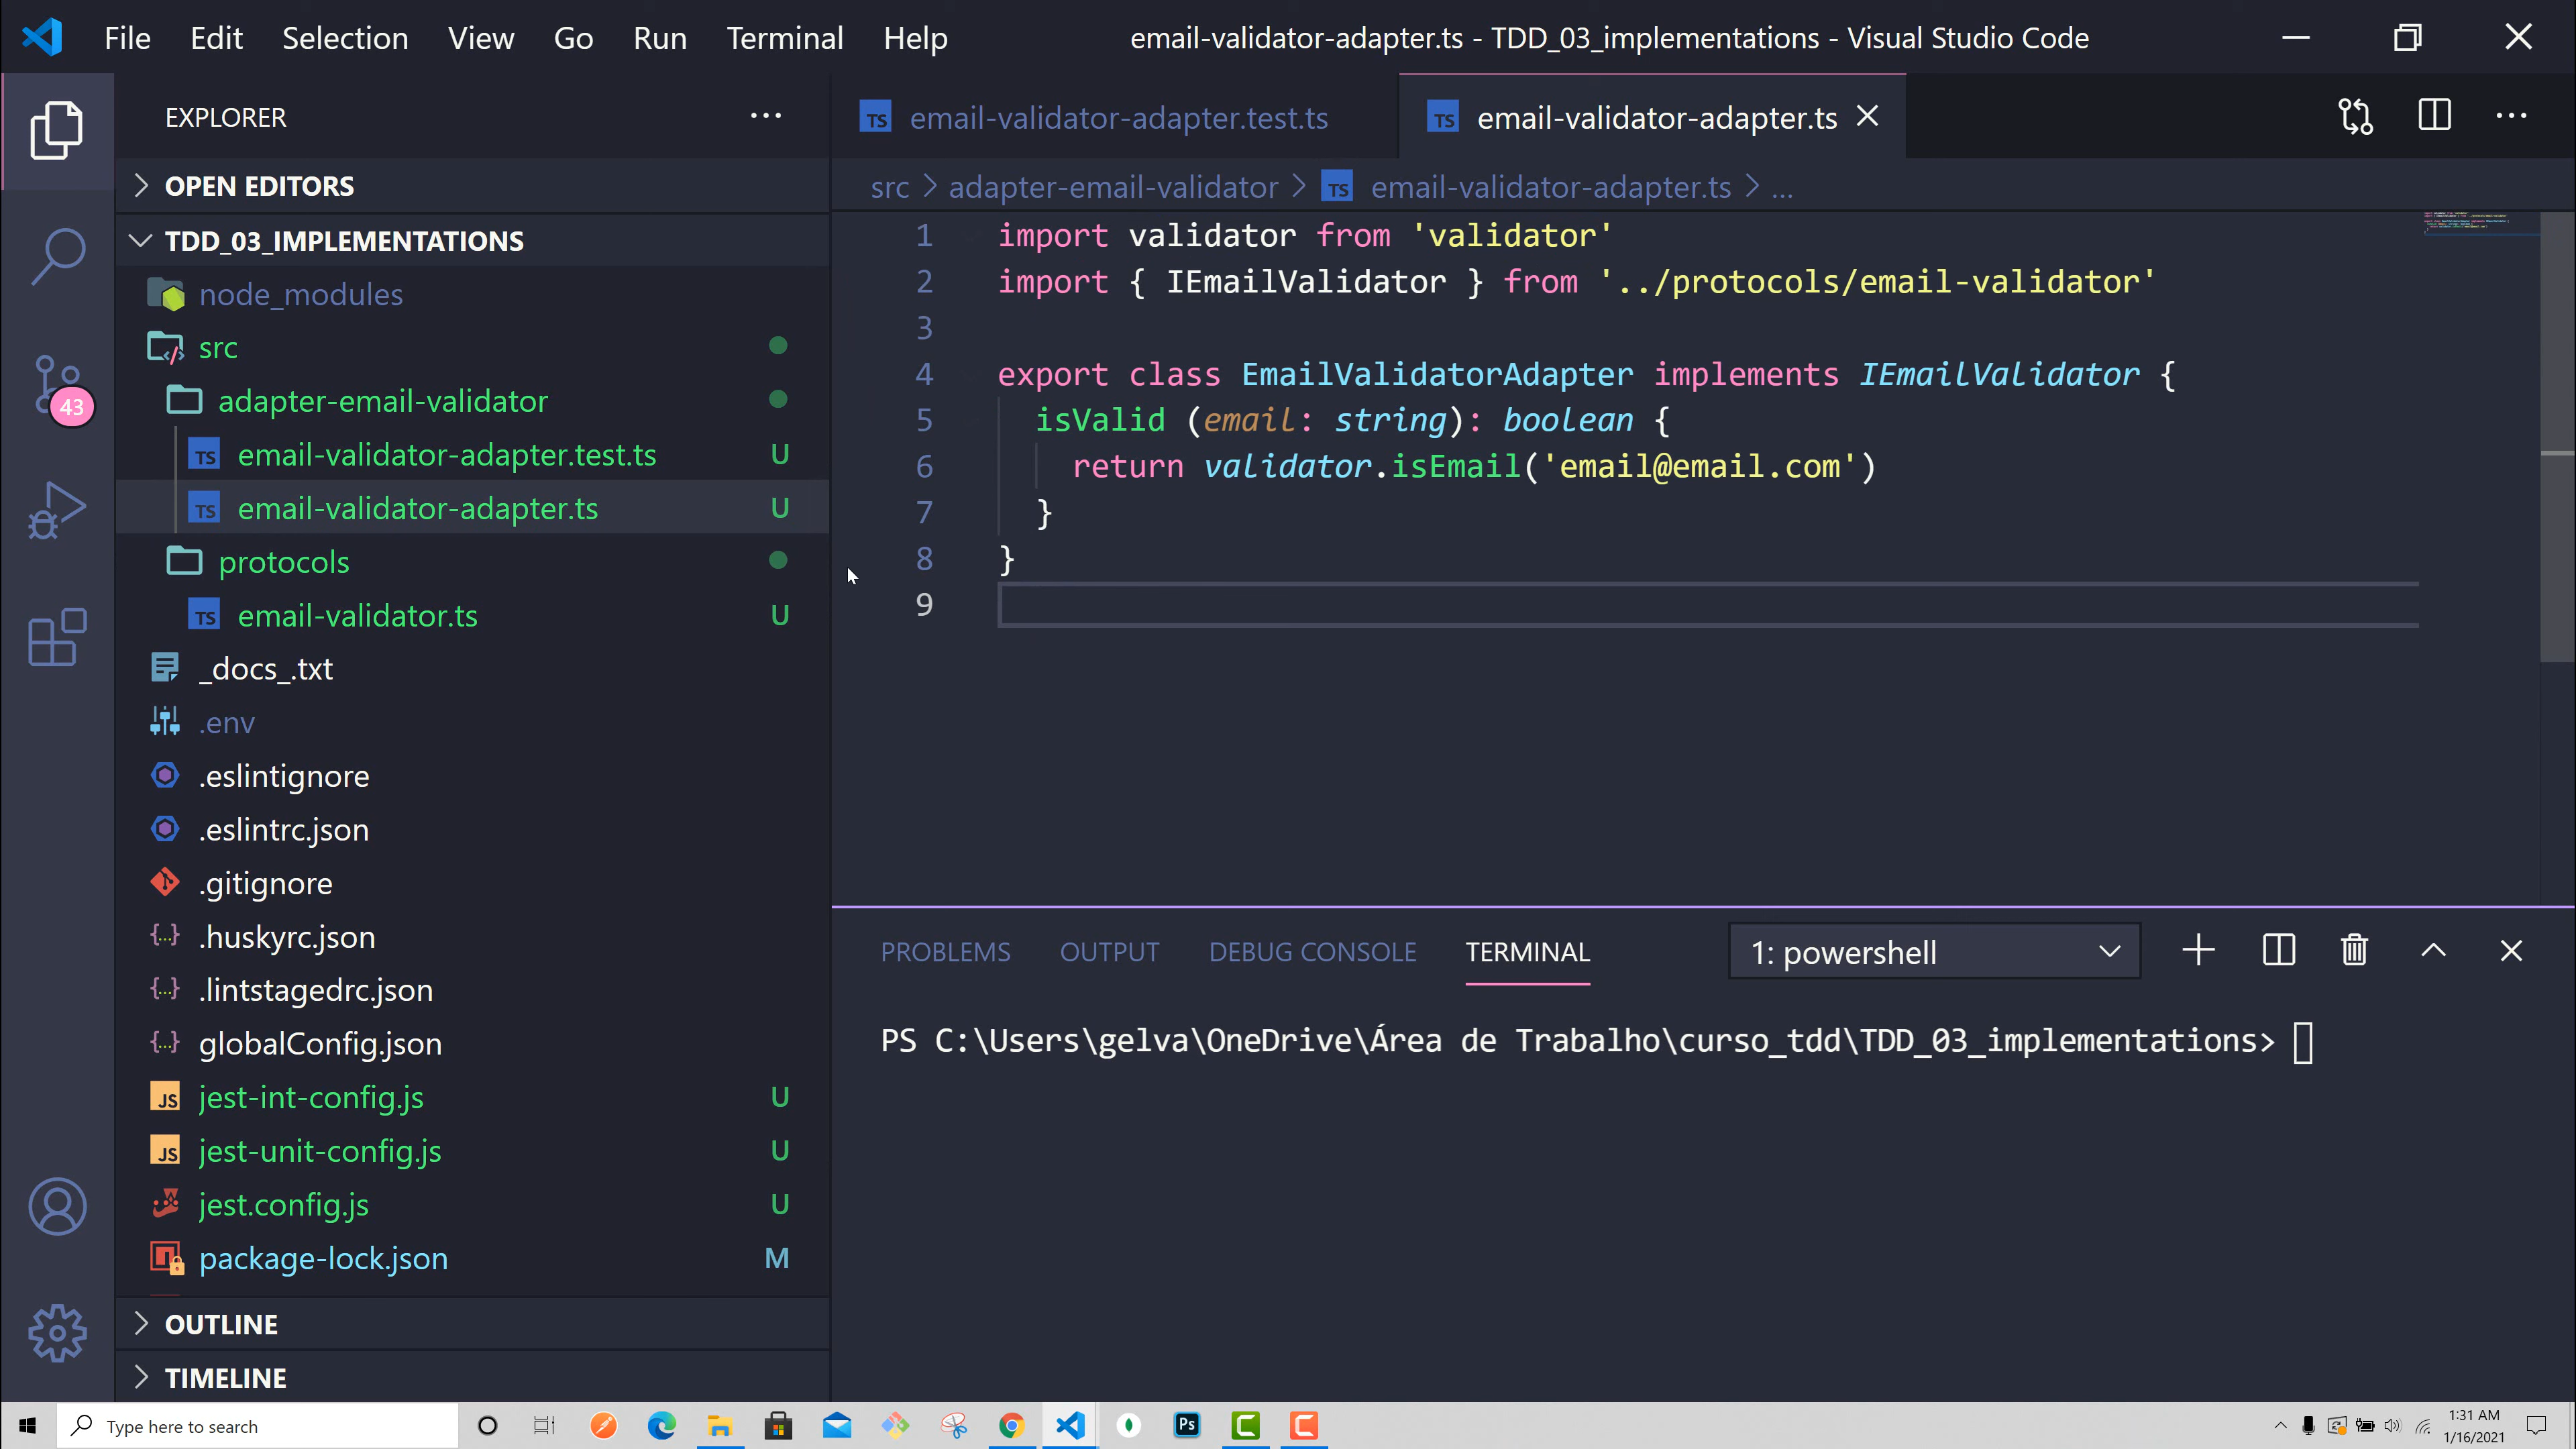 File Edit Selection View Go Run Terminal Help
email-validator-adapter.ts - TDD_03_implementations - Visual Studio Code
EXPLORER
OPEN EDITORS
TDD_03_IMPLEMENTATIONS
node_modules
src
adapter-email-validator
email-validator-adapter.test.ts U
email-validator-adapter.ts U
protocols
email-validator.ts U
_docs_.txt
.env
.eslintignore
.eslintrc.json
.gitignore
.huskyrc.json
.lintstagedrc.json
globalConfig.json
jest-int-config.js U
jest-unit-config.js U
jest.config.js U
package-lock.json M
OUTLINE
TIMELINE
43
email-validator-adapter.test.ts
email-validator-adapter.ts
src > adapter-email-validator > TS email-validator-adapter.ts > ...
1 import validator from 'validator'
2 import { IEmailValidator } from '../protocols/email-validator'
3
4 export class EmailValidatorAdapter implements IEmailValidator {
5 isValid (email: string): boolean {
6 return validator.isEmail('email@email.com')
7 }
8 }
9
PROBLEMS OUTPUT DEBUG CONSOLE TERMINAL 1: powershell
PS C:\Users\gelva\OneDrive\Área de Trabalho\curso_tdd\TDD_03_implementations>
Type here to search
Ps
1:31 AM
1/16/2021